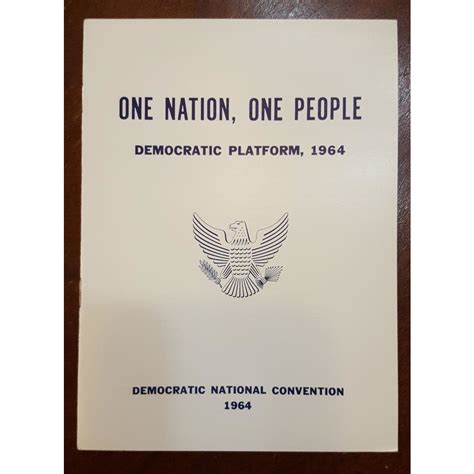 ONE NATION, ONE PEOPLE
DEMOCRATIC PLATFORM, 1964
DEMOCRATIC NATIONAL CONVENTION
1964